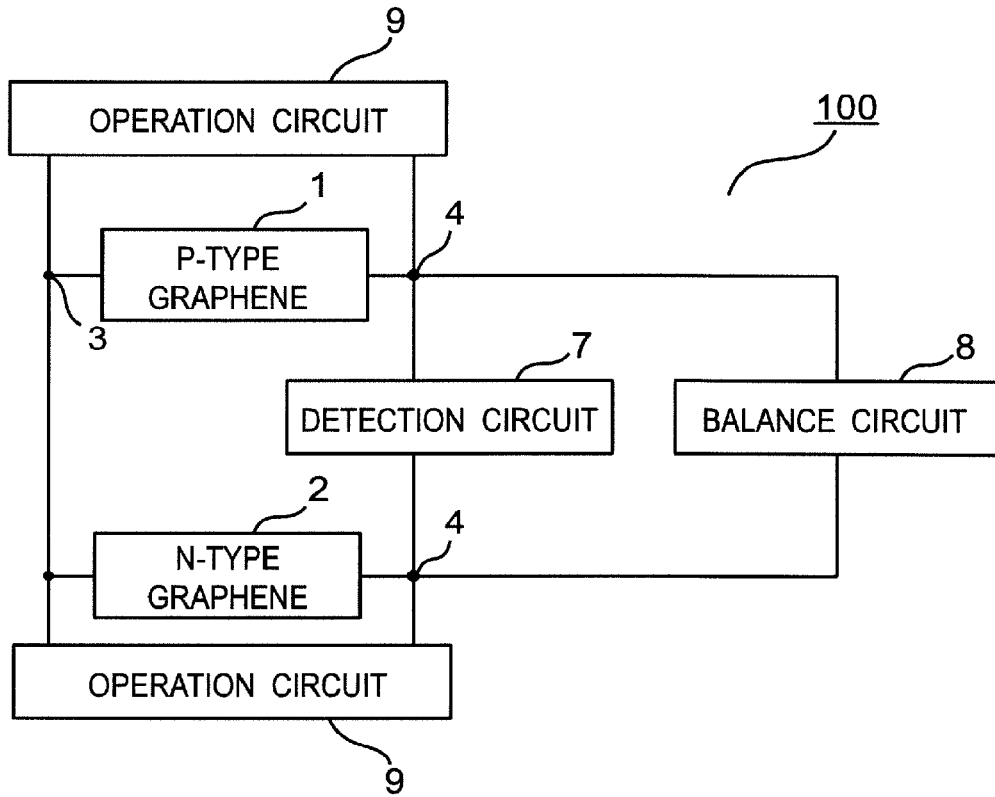 9
OPERATION CIRCUIT
100
1
P-TYPE
GRAPHENE
4
3
7
DETECTION CIRCUIT
8
BALANCE CIRCUIT
2
N-TYPE
GRAPHENE
4
OPERATION CIRCUIT
9